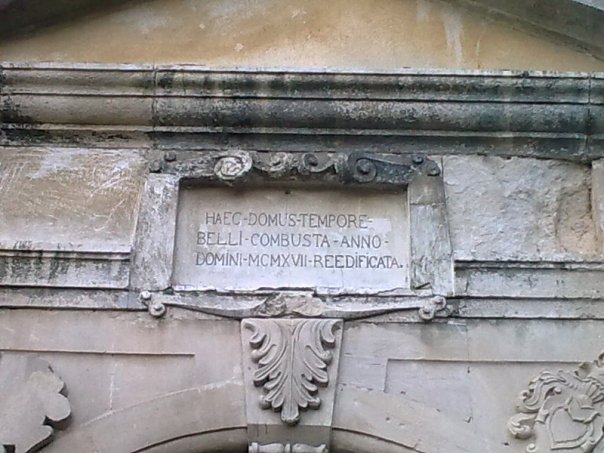 HAEC-DOMUS-TEMPORE-
BELLI-COMBUSTA-ANNO-
DOMINI-MCMXVII-REEDIFICATA.